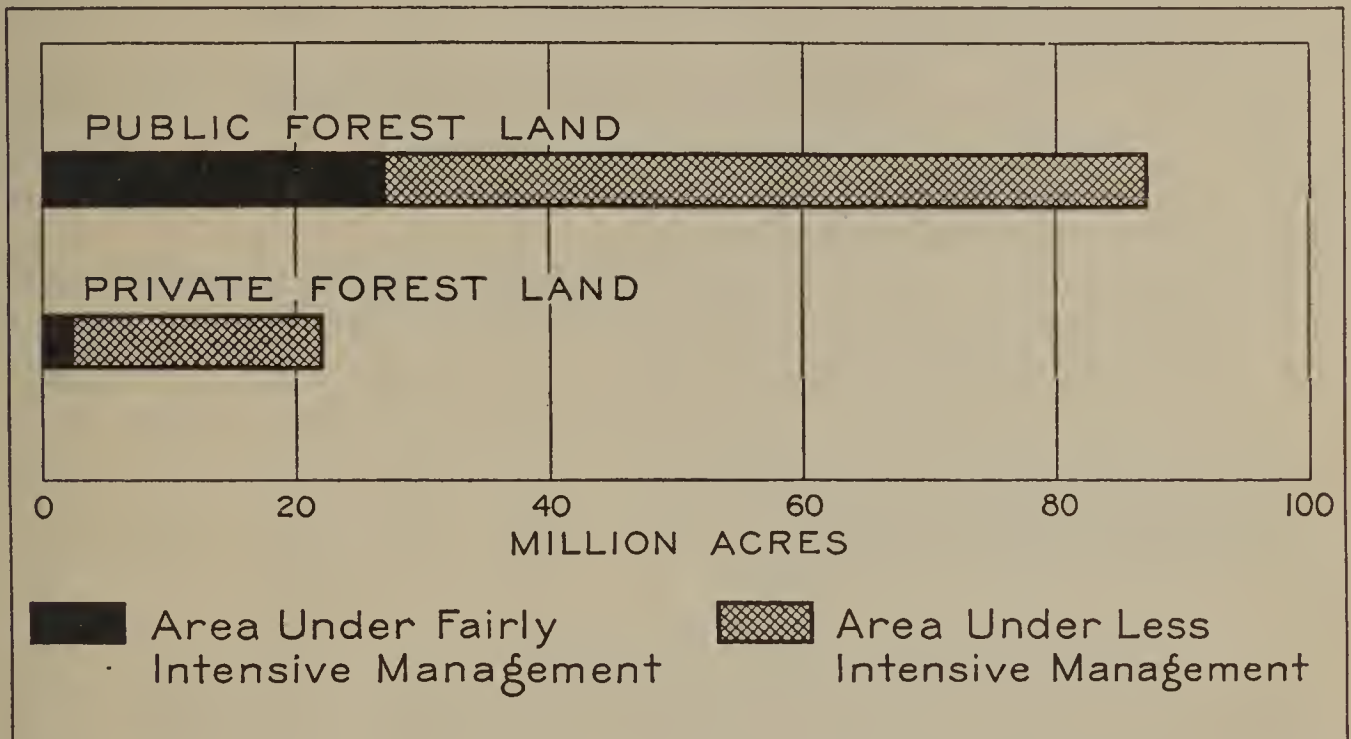 PUBLIC FOREST LAND
PRIVATE FOREST LAND
0 20 40 60 80 100
MILLION ACRES
Area Under Fairly
Intensive Management
Area Under Less
Intensive Management